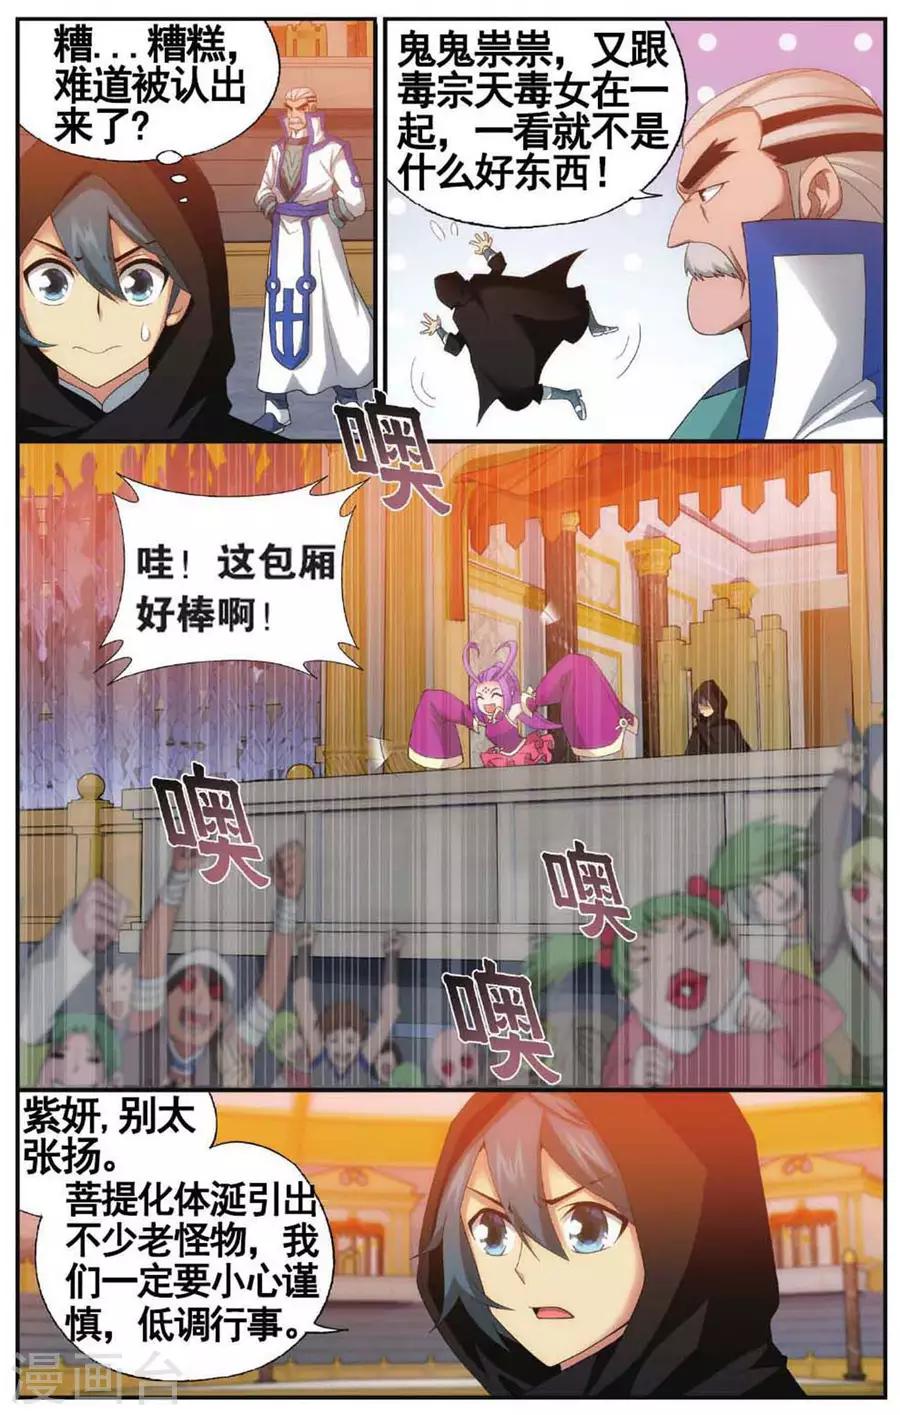 糟...糟糕，
难道被认出
来了？
鬼鬼祟祟，又跟
毒宗天毒女在一
起，一看就不是
什么好东西！
噢
哇！这包厢
好棒啊！
噢
噢
噢
紫妍，别太
张扬。
菩提化体涎引出
不少老怪物，我
们一定要小心谨
慎，低调行事。
漫画台